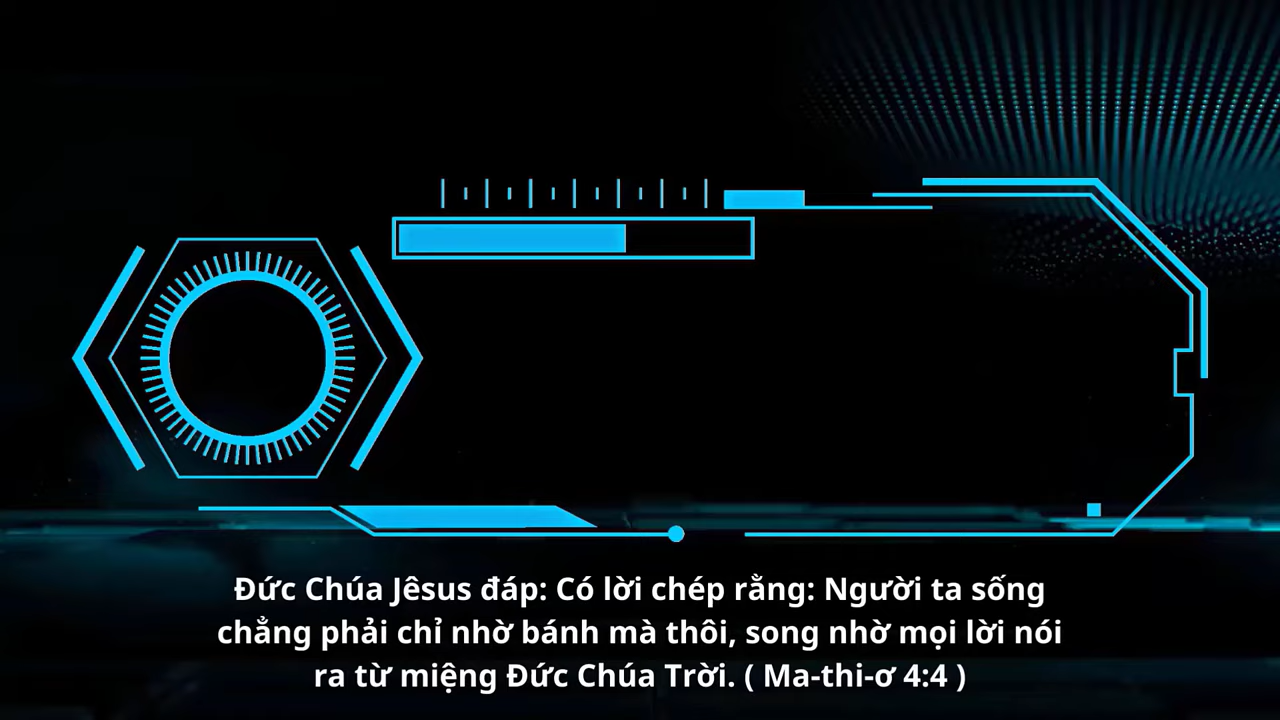 Đức Chúa Jêsus đáp: Có lời chép rằng: Người ta sống
chẳng phải chỉ nhờ bánh mà thôi, song nhờ mọi lời nói
ra từ miệng Đức Chúa Trời. ( Ma-thi-ơ 4:4 )